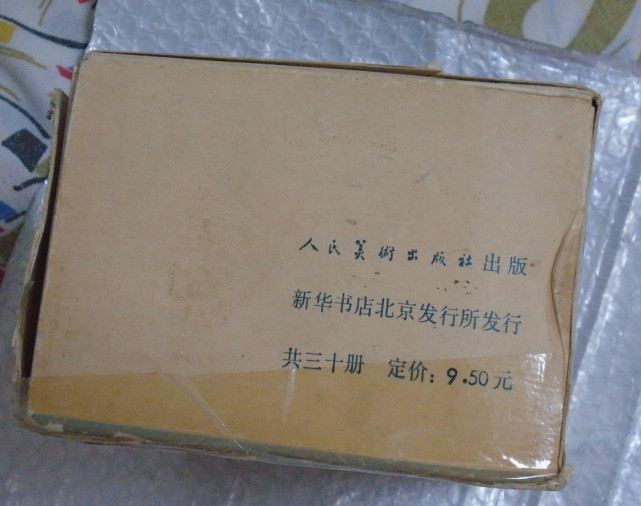 人民美術出版社出版
新华书店北京发行所发行
共三十册 定价：9.50元